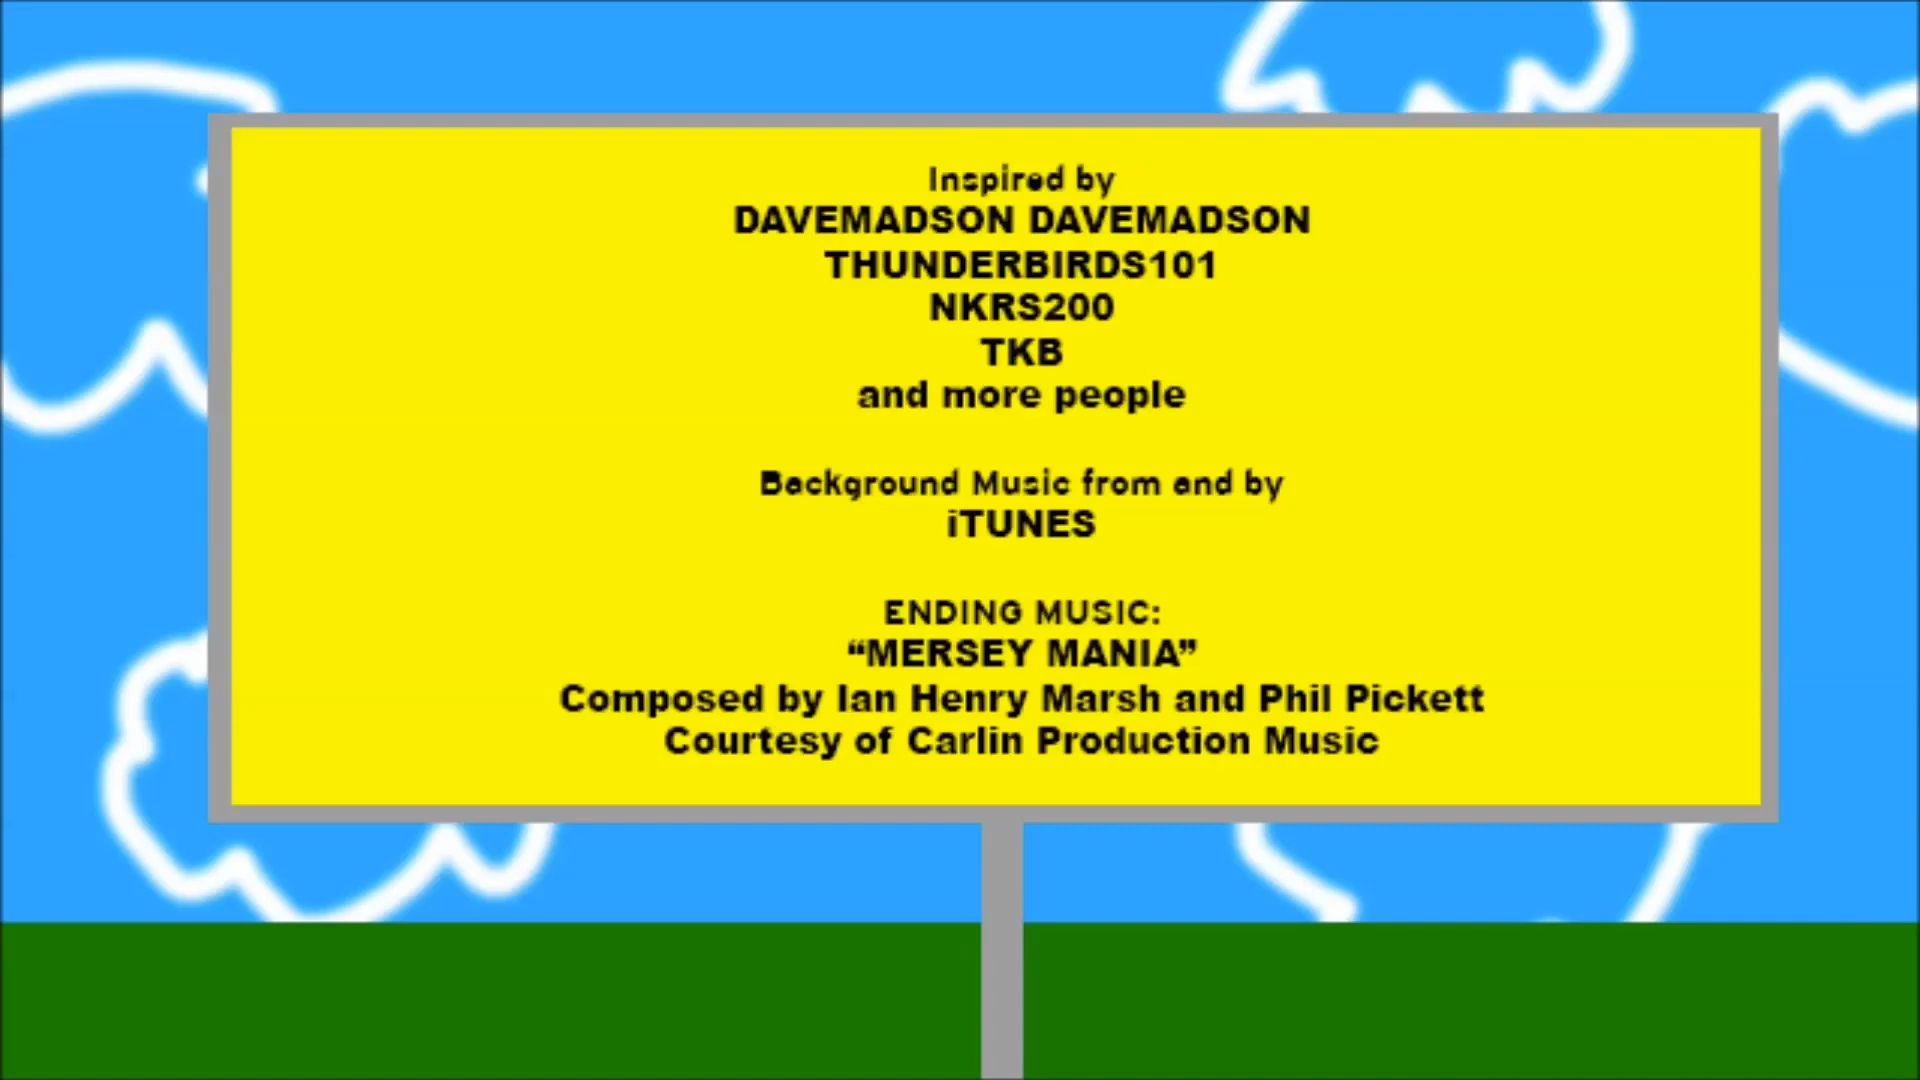 Inspired by
DAVEMADSON DAVEMADSON
THUNDERBIRDS101
NKRS200
TKB
and more people
Background Music from and by
iTUNES
ENDING MUSIC:
“MERSEY MANIA”
Composed by Ian Henry Marsh and Phil Pickett
Courtesy of Carlin Production Music